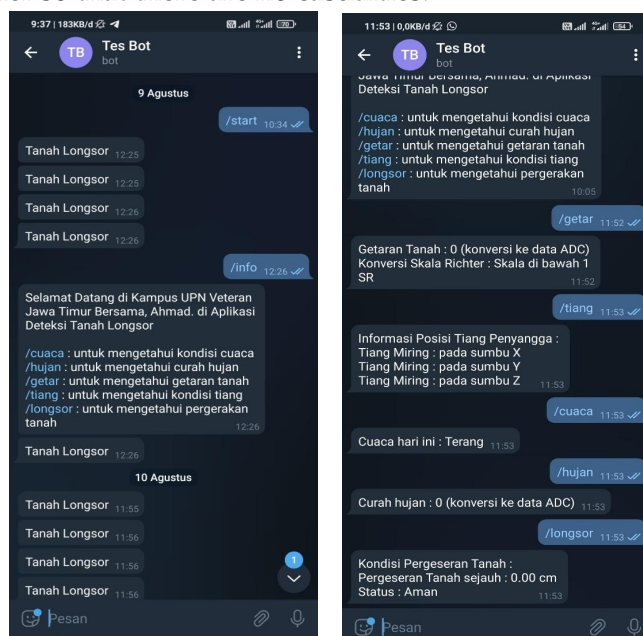 9:37 | 183KB/d
70
TB
Tes Bot
bot
9 Agustus
/start 10:34
Tanah Longsor 12:25
Tanah Longsor 12:25
Tanah Longsor 12:26
Tanah Longsor 12:26
/info 12:26
Selamat Datang di Kampus UPN Veteran
Jawa Timur Bersama, Ahmad. di Aplikasi
Deteksi Tanah Longsor
/cuaca : untuk mengetahui kondisi cuaca
/hujan : untuk mengetahui curah hujan
/getar : untuk mengetahui getaran tanah
/tiang : untuk mengetahui kondisi tiang
/longsor : untuk mengetahui pergerakan
tanah 12:26
Tanah Longsor 12:26
10 Agustus
Tanah Longsor 11:55
Tanah Longsor 11:56
Tanah Longsor 11:56
Tanah Longsor 11:56
1
Pesan
11:53 | 0,0KB/d
54
TB
Tes Bot
bot
Jawa Timur Bersama, Ahmad. di Aplikasi
Deteksi Tanah Longsor
/cuaca : untuk mengetahui kondisi cuaca
/hujan : untuk mengetahui curah hujan
/getar : untuk mengetahui getaran tanah
/tiang : untuk mengetahui kondisi tiang
/longsor : untuk mengetahui pergerakan
tanah 10:05
/getar 11:52
Getaran Tanah : 0 (konversi ke data ADC)
Konversi Skala Richter : Skala di bawah 1
SR 11:52
/tiang 11:53
Informasi Posisi Tiang Penyangga :
Tiang Miring : pada sumbu X
Tiang Miring : pada sumbu Y
Tiang Miring : pada sumbu Z 11:53
/cuaca 11:53
Cuaca hari ini : Terang 11:53
/hujan 11:53
Curah hujan : 0 (konversi ke data ADC) 11:53
/longsor 11:53
Kondisi Pergeseran Tanah :
Pergeseran Tanah sejauh : 0.00 cm
Status : Aman 11:53
Pesan